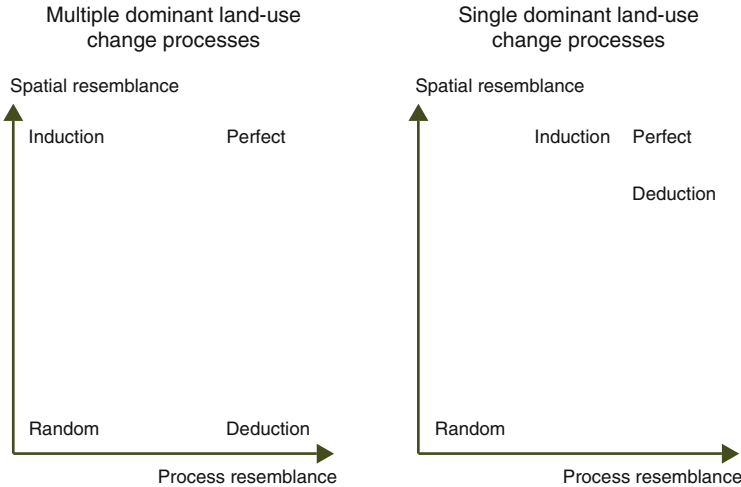 Multiple dominant land-use
change processes
Spatial resemblance
Induction
Perfect
Random
Deduction
Process resemblance
Single dominant land-use
change processes
Spatial resemblance
Induction
Perfect
Deduction
Random
Process resemblance